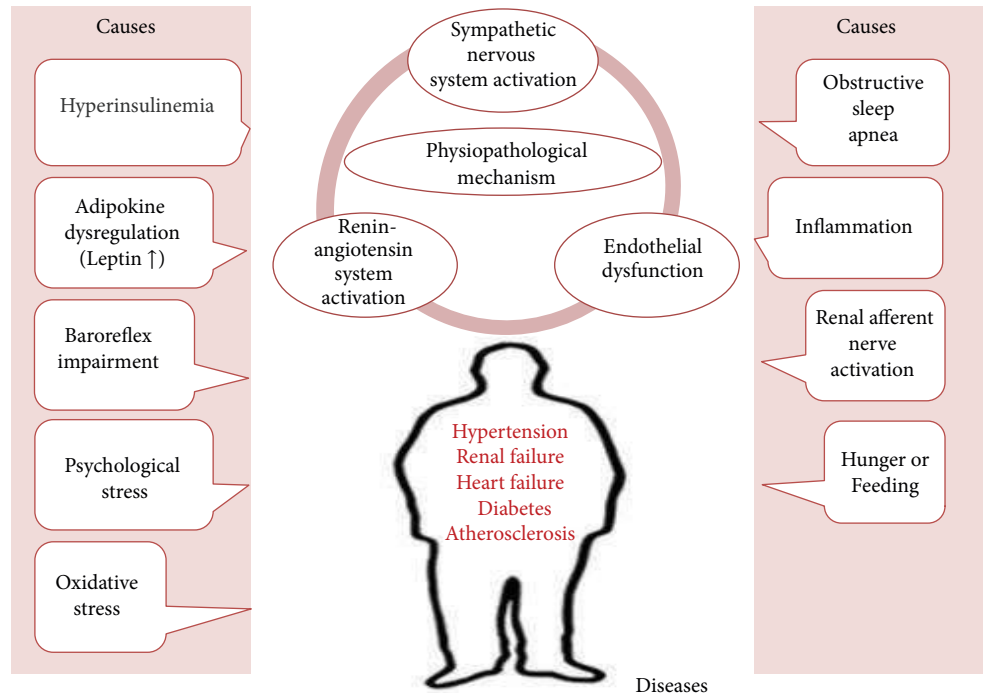 Causes
Hyperinsulinemia
Adipokine
dysregulation
(Leptin ↑)
Baroreflex
impairment
Psychological
stress
Oxidative
stress
Sympathetic
nervous
system activation
Physiopathological
mechanism
Renin-
angiotensin
system
activation
Endothelial
dysfunction
Hypertension
Renal failure
Heart failure
Diabetes
Atherosclerosis
Diseases
Causes
Obstructive
sleep
apnea
Inflammation
Renal afferent
nerve
activation
Hunger or
Feeding